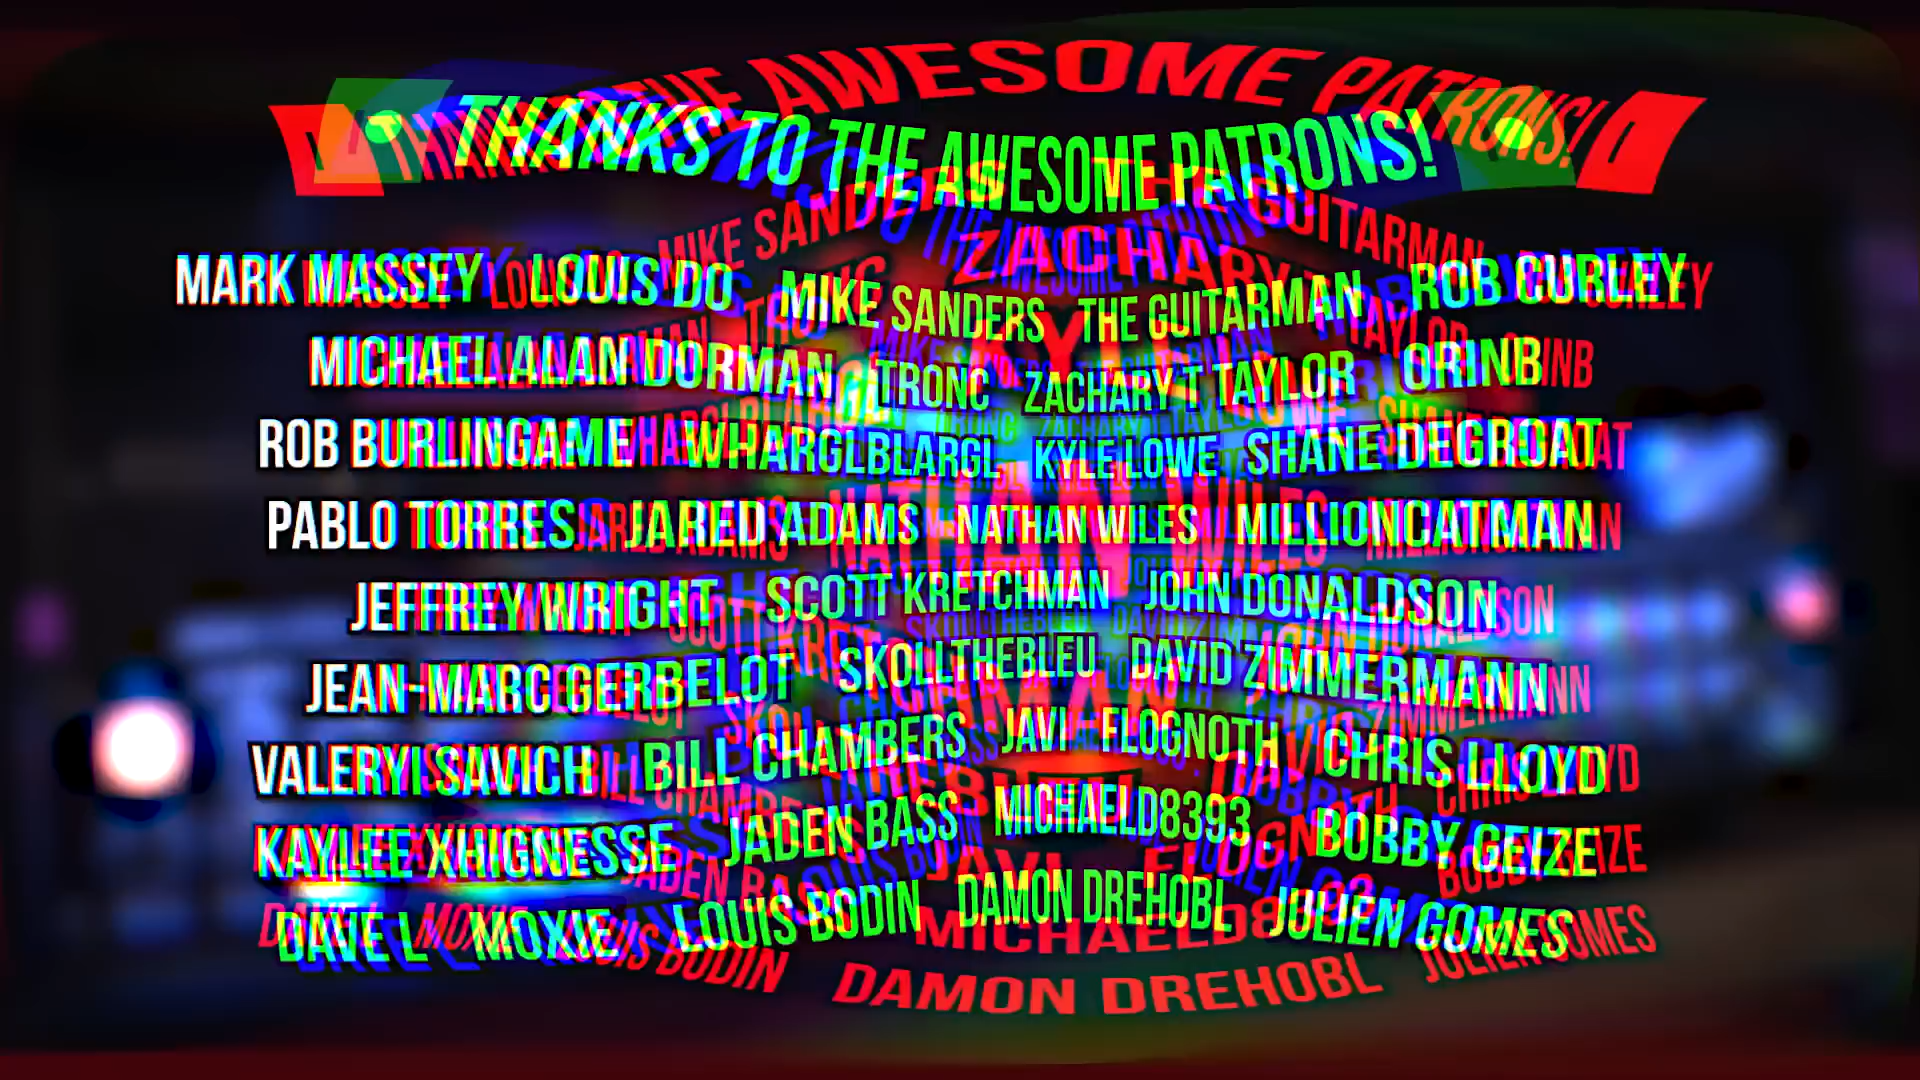 THANKS TO THE AWESOME PATRONS!
MARK MASSEY LOUIS DO MIKE SANDERS THE GUITARMAN ROB CURLEY
MICHAEL ALAN DORMAN TRONC ZACHARY T TAYLOR ORINB
ROB BURLINGAME WHARGLBLARGL KYLE LOWE SHANE DEGROAT
PABLO TORRES JARED ADAMS NATHAN WILES MILLIONCATMAN
JEFFREY WRIGHT SCOTT KRETCHMAN JOHN DONALDSON
JEAN-MARC GERBELOT SKOLLTHEBLEU DAVID ZIMMERMANN
VALERYI SAVICH BILL CHAMBERS JAVI FLOGNOTH CHRIS LLOYD
KAYLEE XHIGNESSE JADEN BASS MICHAELD8393 . BOBBY GEIZE
DAVE L MOXIE LOUIS BODIN DAMON DREHOBL JULIEN GOMES